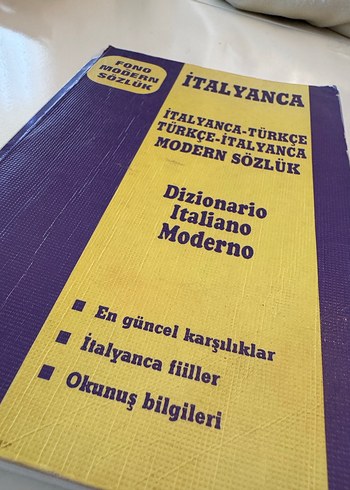 FONO
MODERN
SÖZLÜK
İTALYANCA
İTALYANCA-TÜRKÇE
TÜRKÇE-İTALYANCA
MODERN SÖZLÜK
Dizionario
Italiano
Moderno
■ En güncel karşılıklar
■ İtalyanca fiiller
■ Okunuş bilgileri